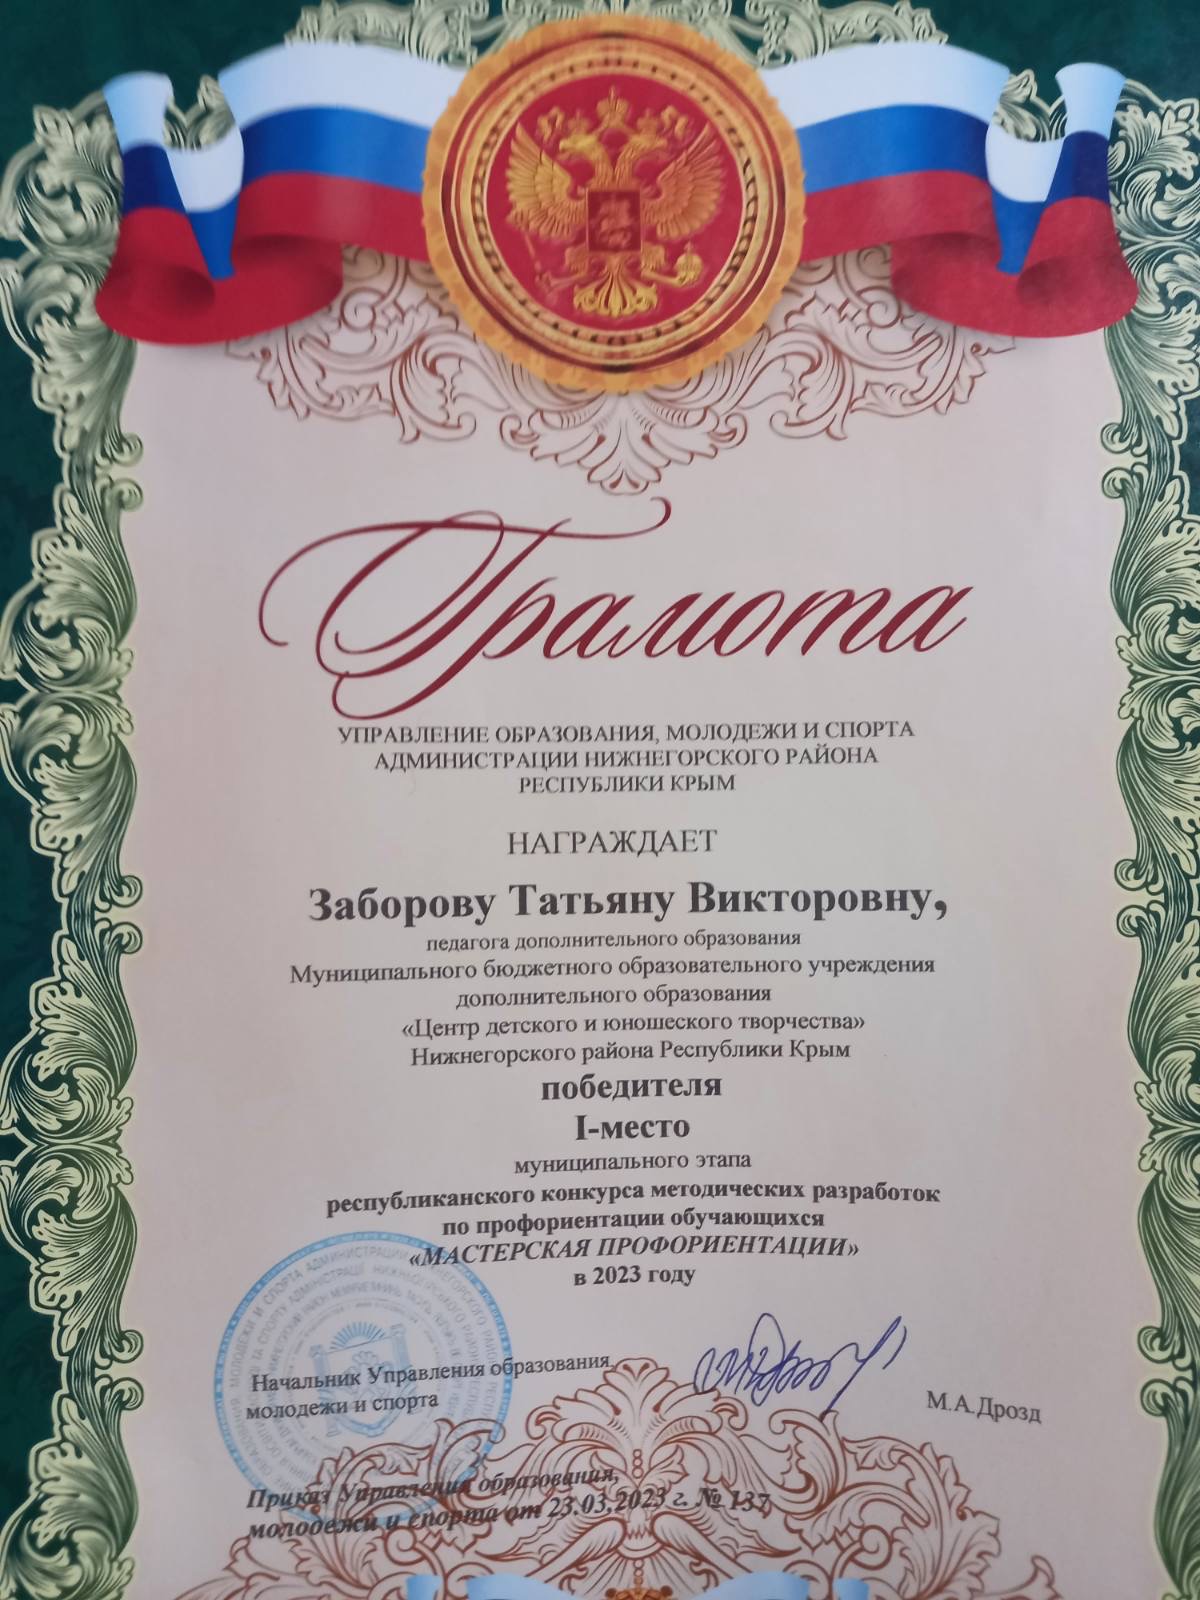 Грамота
УПРАВЛЕНИЕ ОБРАЗОВАНИЯ, МОЛОДЕЖИ И СПОРТА
АДМИНИСТРАЦИИ НИЖНЕГОРСКОГО РАЙОНА
РЕСПУБЛИКИ КРЫМ
НАГРАЖДАЕТ
Заборову Татьяну Викторовну,
педагога дополнительного образования
Муниципального бюджетного образовательного учреждения
дополнительного образования
«Центр детского и юношеского творчества»
Нижнегорского района Республики Крым
победителя
I-место
муниципального этапа
республиканского конкурса методических разработок
по профориентации обучающихся
«МАСТЕРСКАЯ ПРОФОРИЕНТАЦИИ»
в 2023 году
Начальник Управления образования,
молодежи и спорта
М.А.Дрозд
Приказ Управления образования,
молодежи и спорта от 23.03.2023 г. № 137